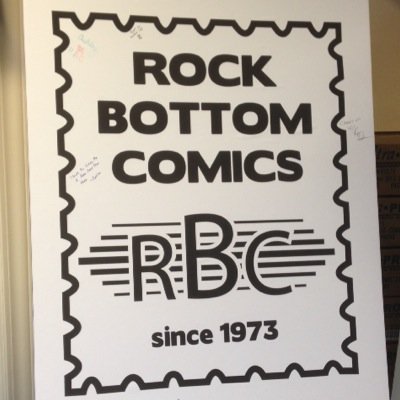 ROCK
BOTTOM
COMICS
RBC
since 1973